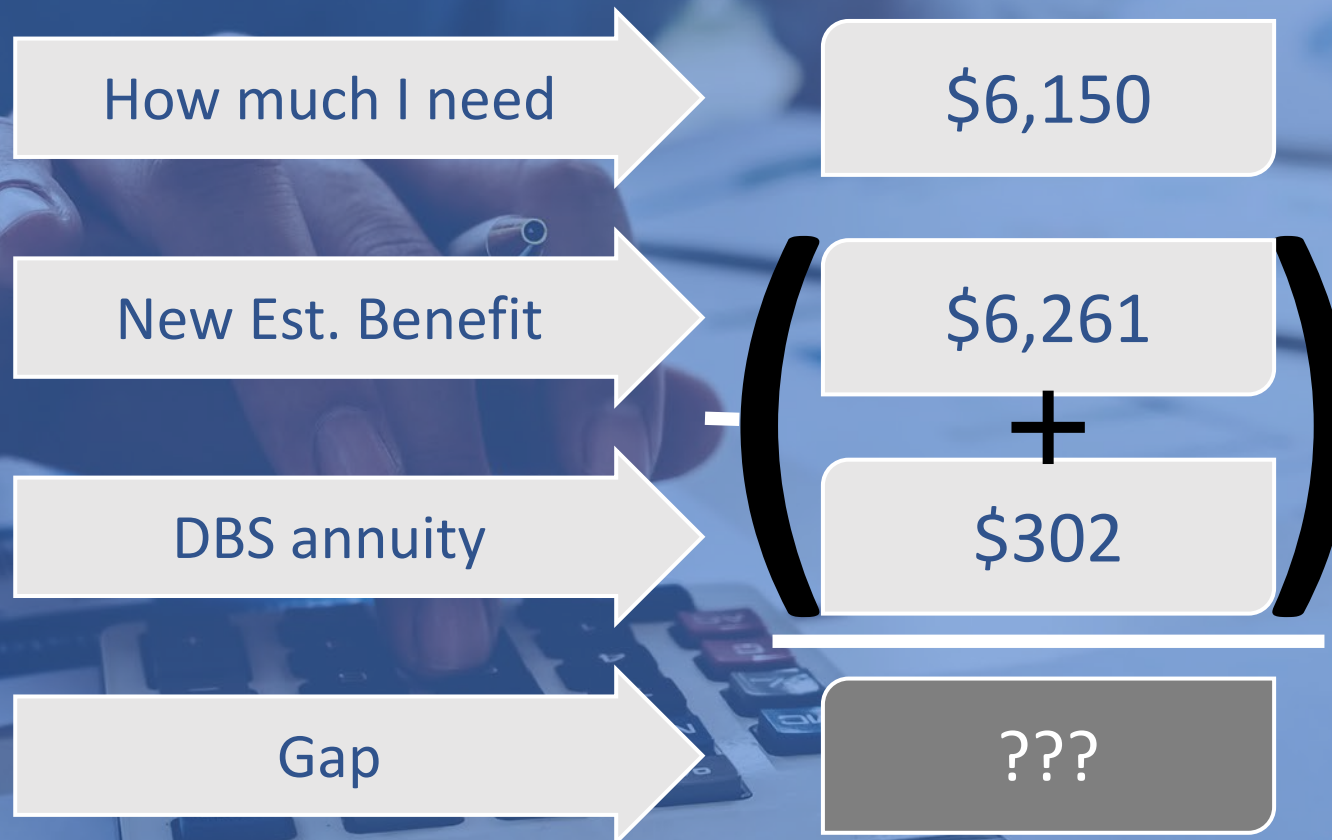 How much I need
$6,150
New Est. Benefit
$6,261
-
(
+
)
DBS annuity
$302
Gap
???